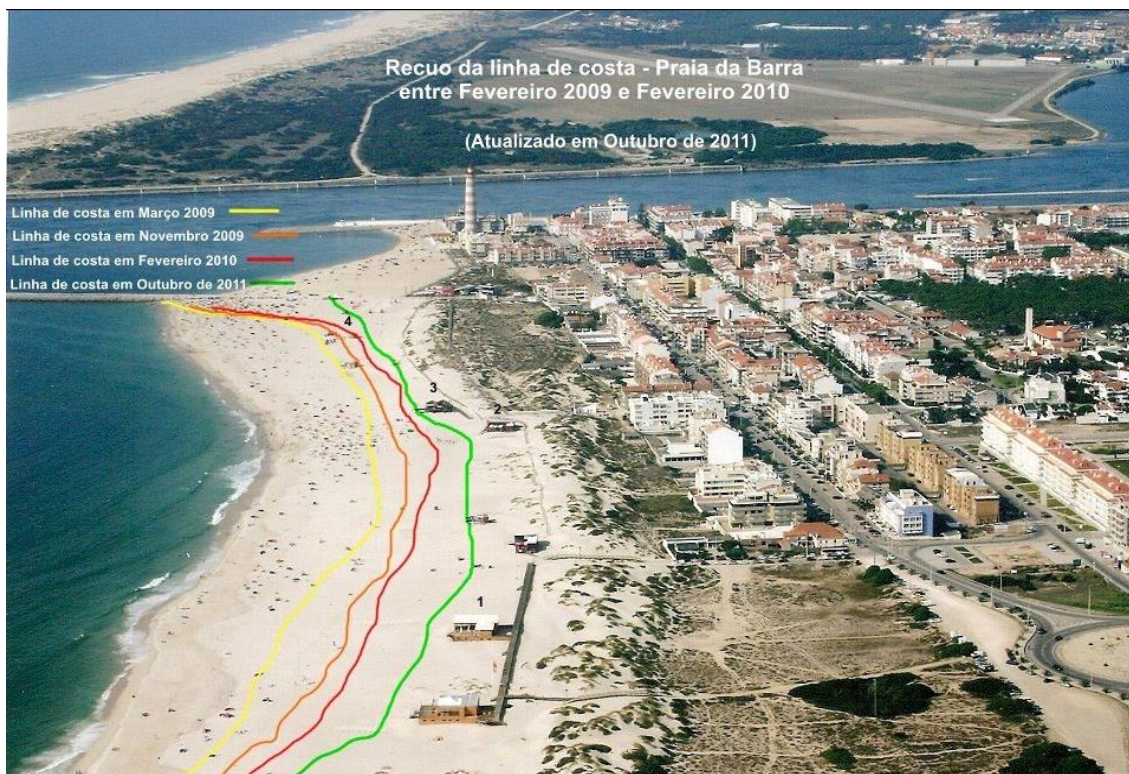 Recuo da linha de costa - Praia da Barra
entre Fevereiro 2009 e Fevereiro 2010
(Atualizado em Outubro de 2011)
Linha de costa em Março 2009
Linha de costa em Novembro 2009
Linha de costa em Fevereiro 2010
Linha de costa em Outubro de 2011
4
3
2
1